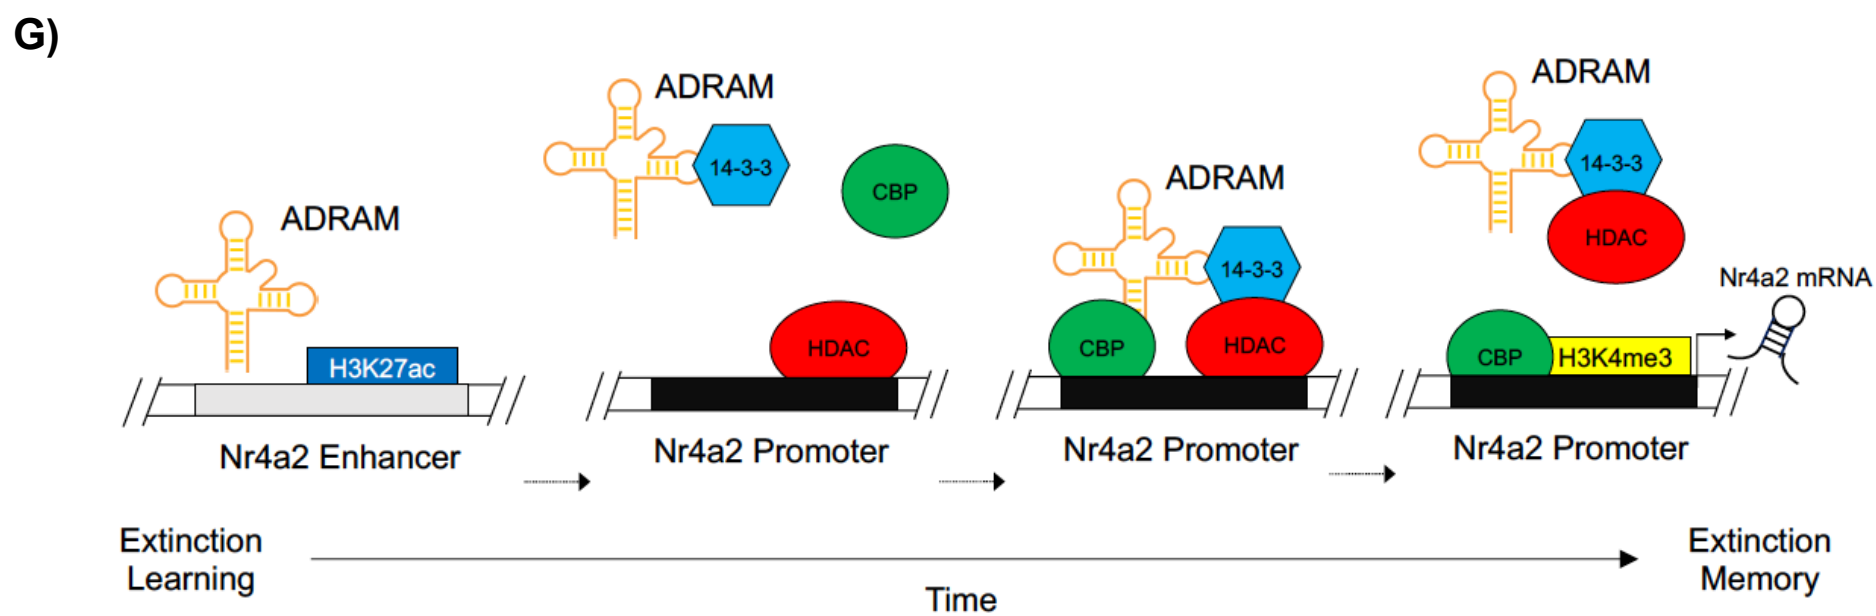 G)
ADRAM
H3K27ac
Nr4a2 Enhancer
ADRAM
14-3-3
CBP
HDAC
Nr4a2 Promoter
ADRAM
14-3-3
CBP
HDAC
Nr4a2 Promoter
ADRAM
14-3-3
HDAC
Nr4a2 mRNA
CBP
H3K4me3
Nr4a2 Promoter
Extinction
Learning
Time
Extinction
Memory